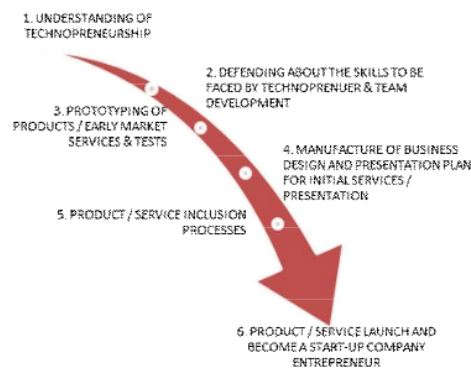 1. UNDERSTANDING OF
TECHNOPRENEURSHIP
2. DEFENDING ABOUT THE SKILLS TO BE
FACED BY TECHNOPRENUER & TEAM
DEVELOPMENT
3. PROTOTYPING OF
PRODUCTS / EARLY MARKET
SERVICES & TESTS
4. MANUFACTURE OF BUSINESS
DESIGN AND PRESENTATION PLAN
FOR INITIAL SERVICES /
PRESENTATION
5. PRODUCT / SERVICE INCLUSION
PROCESSES
6. PRODUCT / SERVICE LAUNCH AND
BECOME A START-UP COMPANY
ENTREPRENEUR